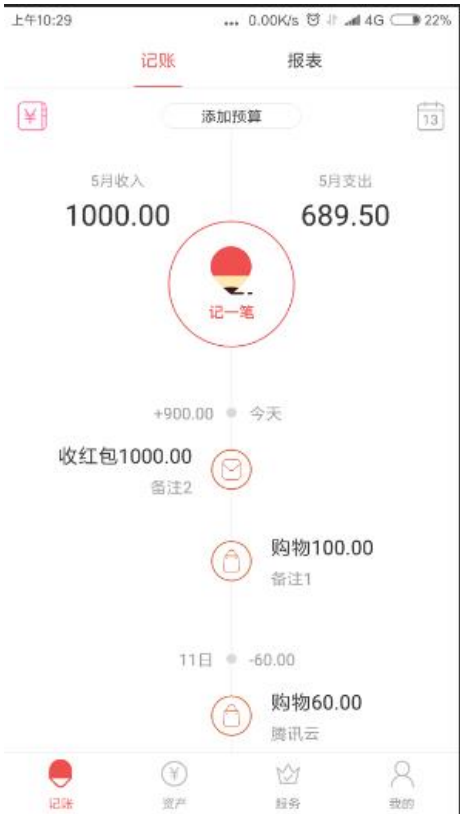 上午10:29 ... 0.00K/s 4G 22%
记账 报表
¥ 添加预算 13
5月收入 5月支出
1000.00 689.50
记一笔
+900.00 今天
收红包1000.00
备注2
购物100.00
备注1
11日 -60.00
购物60.00
腾讯云
¥
记账 资产 服务 我的